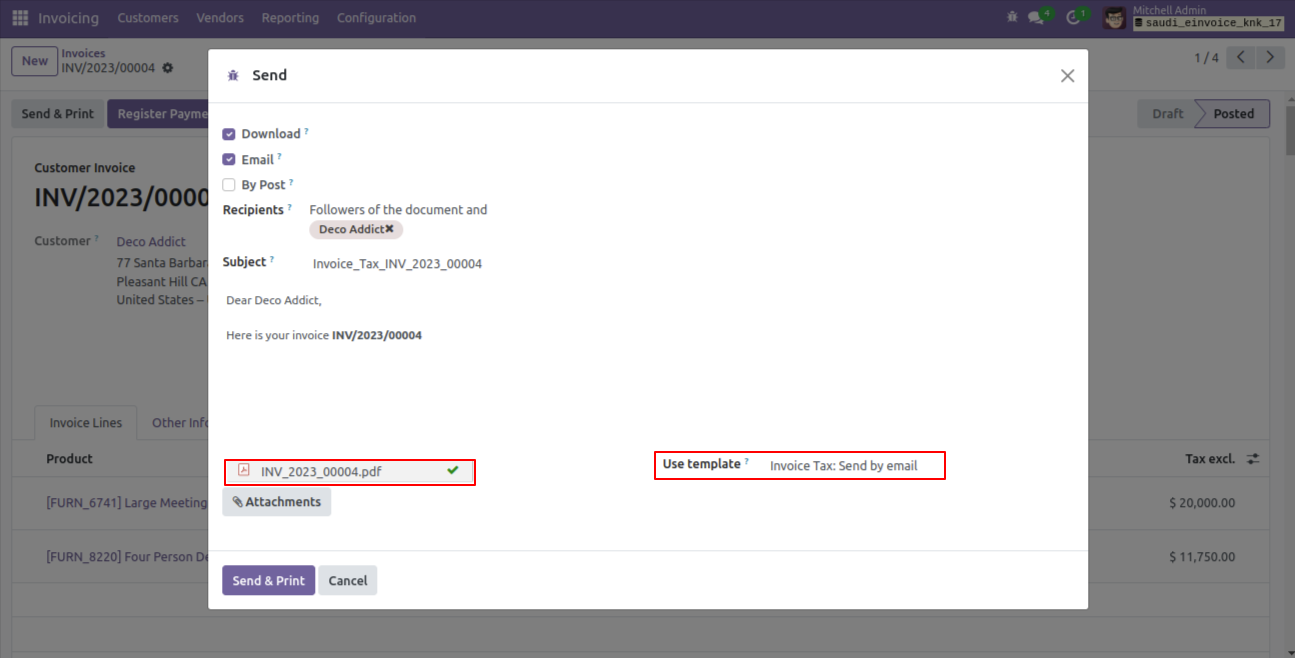 Invoicing Customers Vendors Reporting Configuration 4 1 Mitchell Admin
saudi_einvoice_knk_17
New Invoices
INV/2023/00004
1 / 4
Send
Send & Print Register Payme Draft Posted
Download ?
Email ?
By Post ?
Customer Invoice
INV/2023/0000
Recipients ? Followers of the document and
Deco Addict
Customer ? Deco Addict
77 Santa Barbar
Pleasant Hill CA
United States –
Subject ? Invoice_Tax_INV_2023_00004
Dear Deco Addict,
Here is your invoice INV/2023/00004
Invoice Lines Other Info
Product Tax excl.
INV_2023_00004.pdf
Use template ? Invoice Tax: Send by email
Attachments
[FURN_6741] Large Meeting $ 20,000.00
[FURN_8220] Four Person De $ 11,750.00
Send & Print Cancel